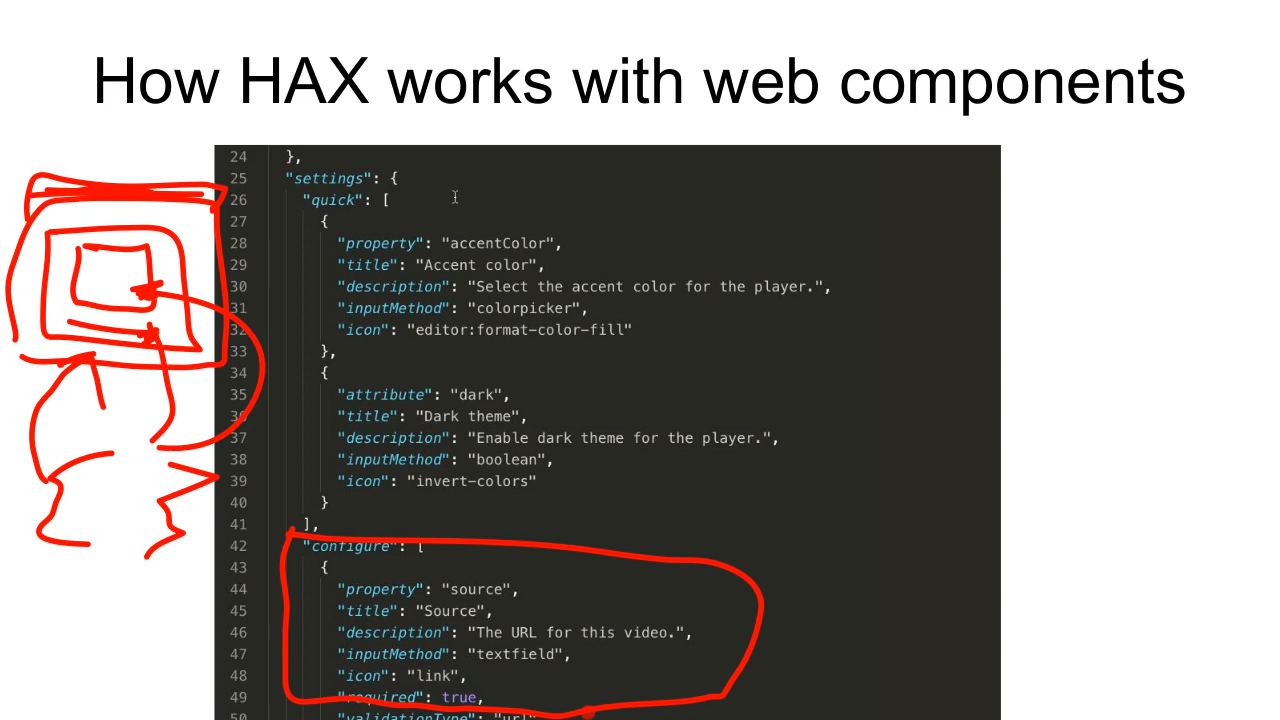 How HAX works with web components
24 },
25 "settings": {
26 "quick": [
27 {
28 "property": "accentColor",
29 "title": "Accent color",
30 "description": "Select the accent color for the player.",
31 "inputMethod": "colorpicker",
32 "icon": "editor:format-color-fill"
33 },
34 {
35 "attribute": "dark",
36 "title": "Dark theme",
37 "description": "Enable dark theme for the player.",
38 "inputMethod": "boolean",
39 "icon": "invert-colors"
40 }
41 ],
42 "configure": [
43 {
44 "property": "source",
45 "title": "Source",
46 "description": "The URL for this video.",
47 "inputMethod": "textfield",
48 "icon": "link",
49 "required": true,
50 "validationType": "url"